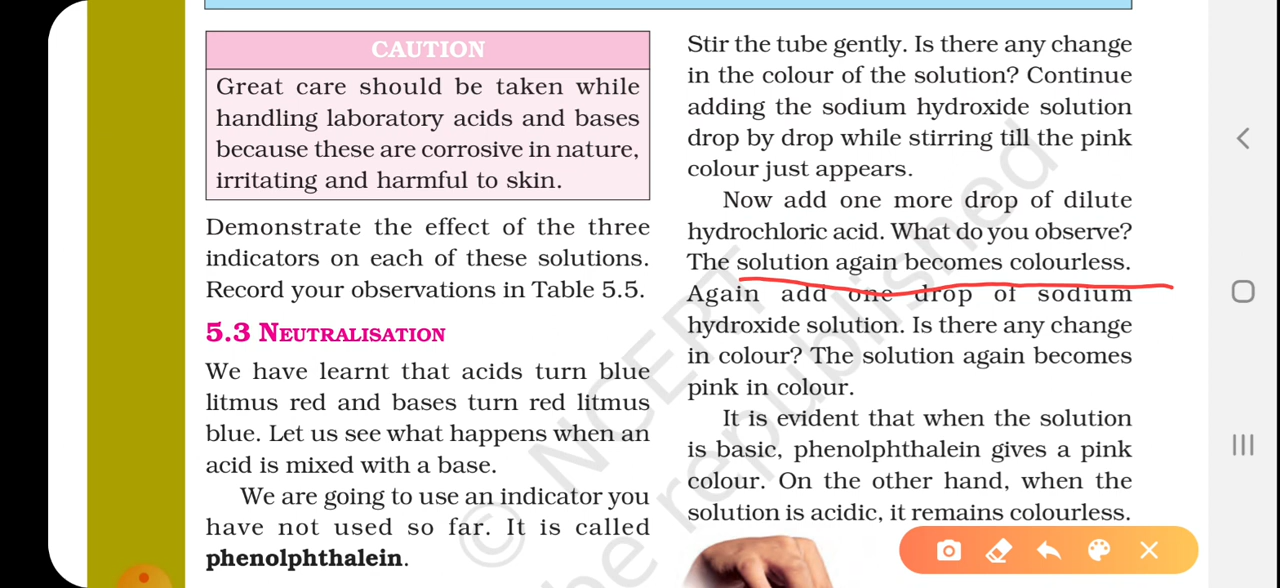 CAUTION
Great care should be taken while
handling laboratory acids and bases
because these are corrosive in nature,
irritating and harmful to skin.
Demonstrate the effect of the three
indicators on each of these solutions.
Record your observations in Table 5.5.
5.3 NEUTRALISATION
We have learnt that acids turn blue
litmus red and bases turn red litmus
blue. Let us see what happens when an
acid is mixed with a base.
We are going to use an indicator you
have not used so far. It is called
phenolphthalein.
Stir the tube gently. Is there any change
in the colour of the solution? Continue
adding the sodium hydroxide solution
drop by drop while stirring till the pink
colour just appears.
Now add one more drop of dilute
hydrochloric acid. What do you observe?
The solution again becomes colourless.
Again add one drop of sodium
hydroxide solution. Is there any change
in colour? The solution again becomes
pink in colour.
It is evident that when the solution
is basic, phenolphthalein gives a pink
colour. On the other hand, when the
solution is acidic, it remains colourless.
© NCERT
be republished